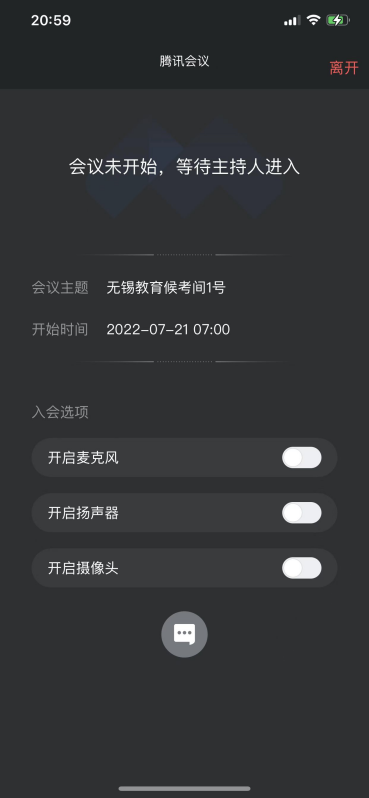 20:59
腾讯会议
离开
会议未开始，等待主持人进入
会议主题 无锡教育候考间1号
开始时间 2022-07-21 07:00
入会选项
开启麦克风
开启扬声器
开启摄像头